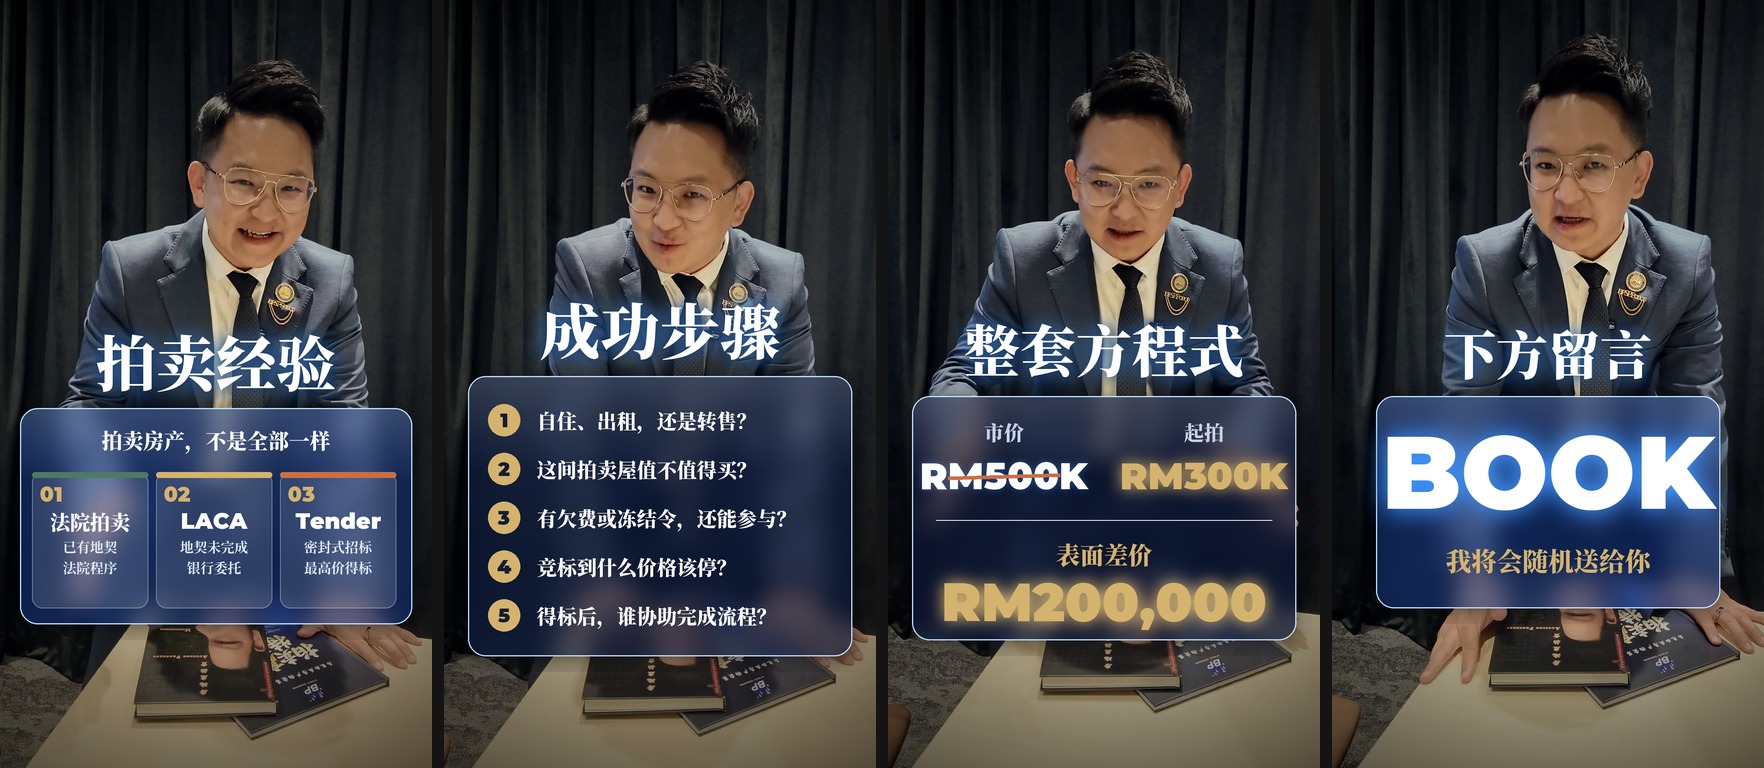 拍卖经验
拍卖房产，不是全部一样
01
法院拍卖
已有地契
法院程序
02
LACA
地契未完成
银行委托
03
Tender
密封式招标
最高价得标
成功步骤
1 自住、出租，还是转售？
2 这间拍卖屋值不值得买？
3 有欠费或冻结令，还能参与？
4 竞标到什么价格该停？
5 得标后，谁协助完成流程？
整套方程式
市价
RM500K
起拍
RM300K
表面差价
RM200,000
下方留言
BOOK
我将会随机送给你
BP